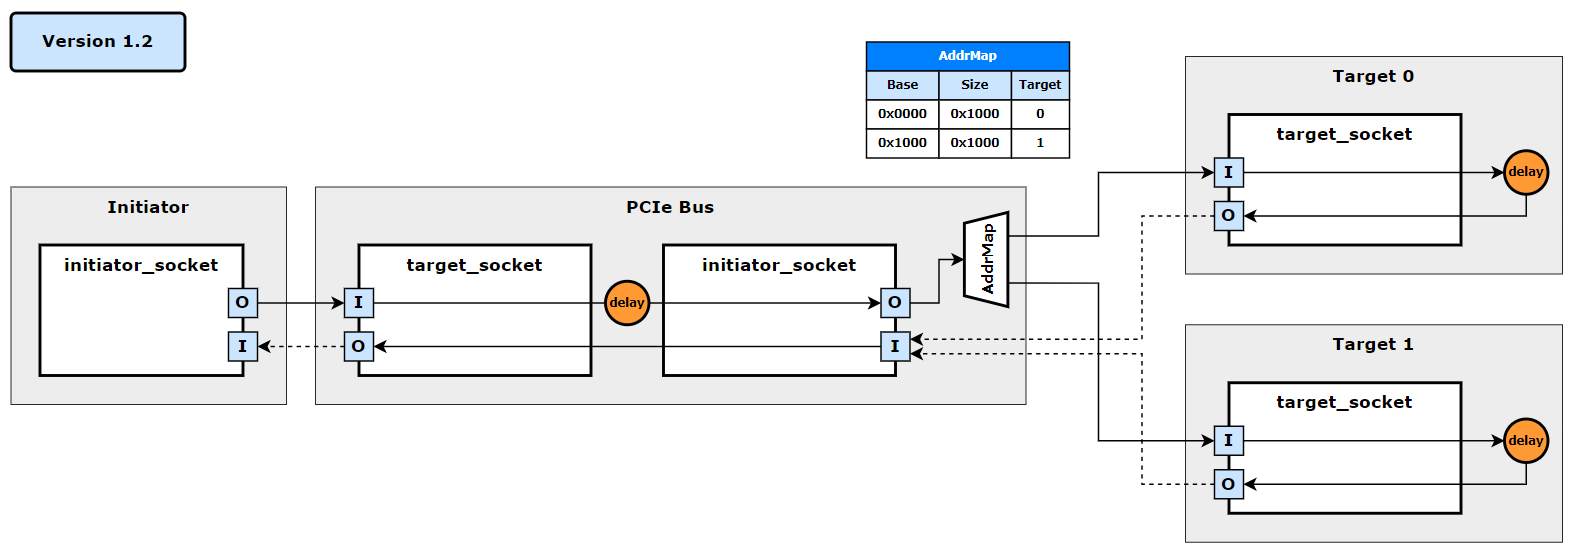 Version 1.2
AddrMap
Base Size Target
0x0000 0x1000 0
0x1000 0x1000 1
Initiator
initiator_socket
O
I
PCIe Bus
target_socket
I
O
delay
initiator_socket
O
I
AddrMap
Target 0
target_socket
I
O
delay
Target 1
target_socket
I
O
delay